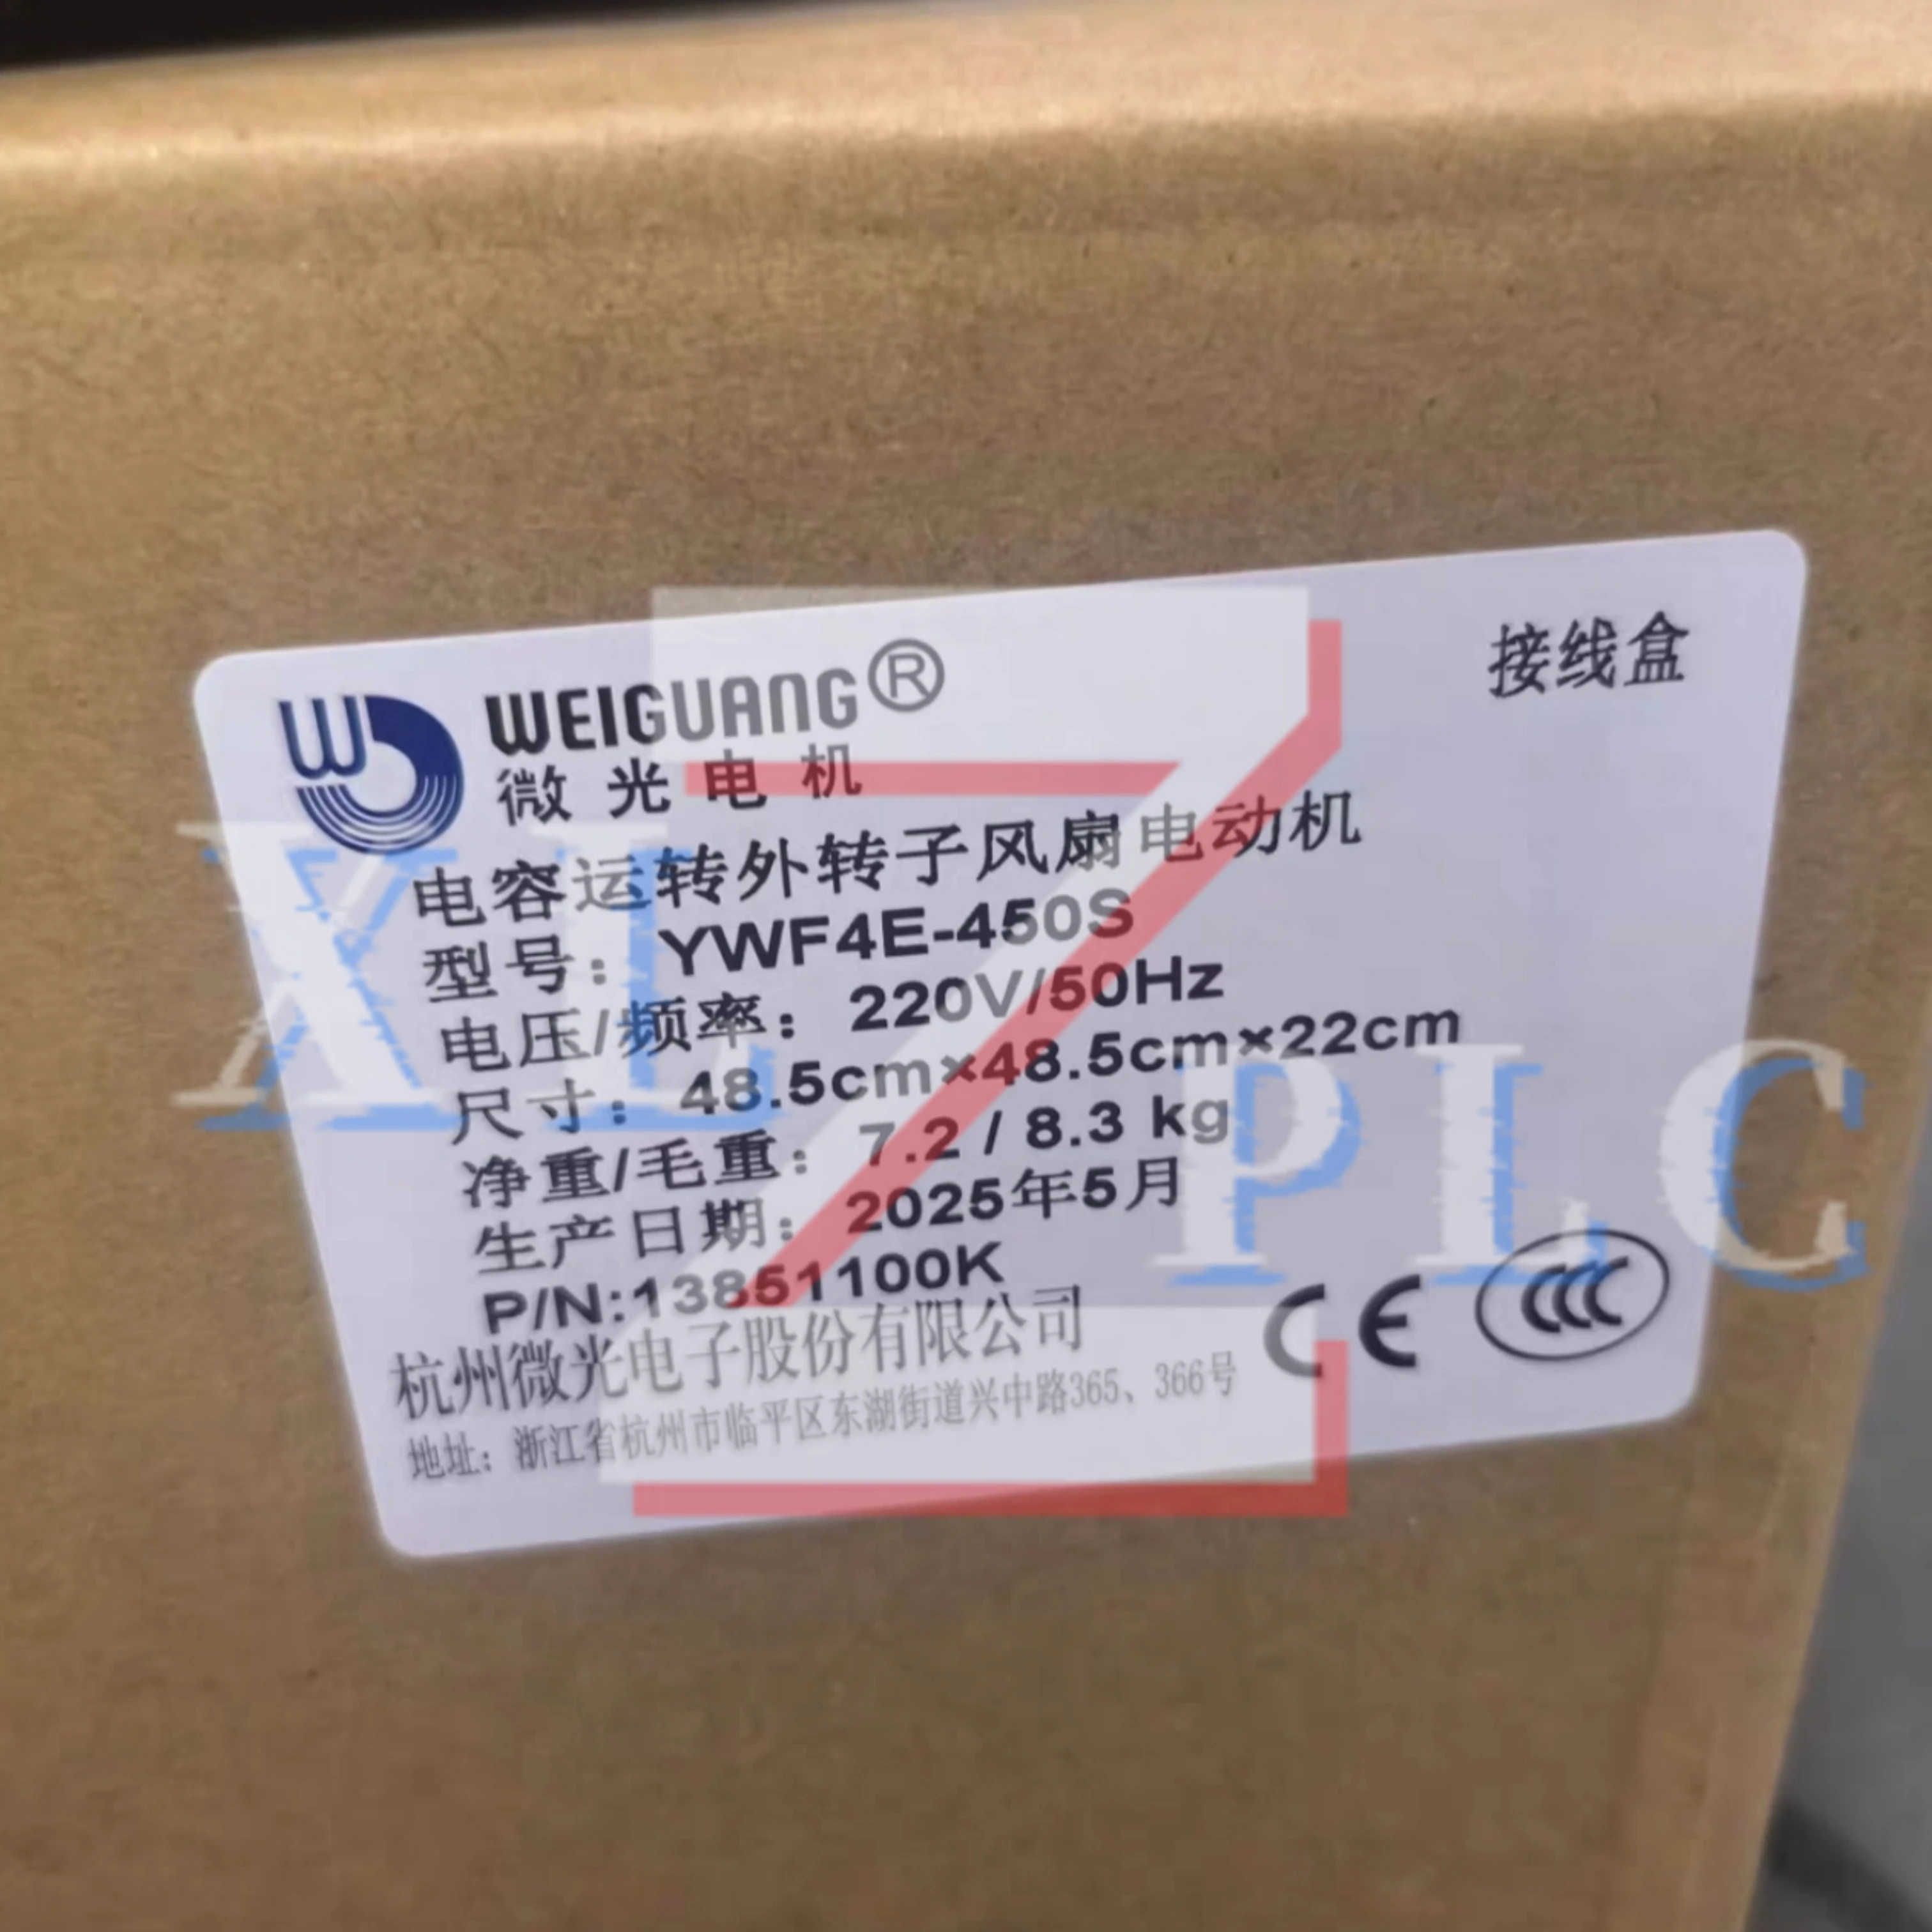 WEIGUANG®
微光电机
接线盒
电容运转外转子风扇电动机
型号：YWF4E-450S
电压/频率：220V/50Hz
尺寸：48.5cm×48.5cm×22cm
净重/毛重：7.2 / 8.3 kg
生产日期：2025年5月
P/N:13851100K
杭州微光电子股份有限公司
地址：浙江省杭州市临平区东湖街道兴中路365、366号
CE
CCC
XL Z PLC